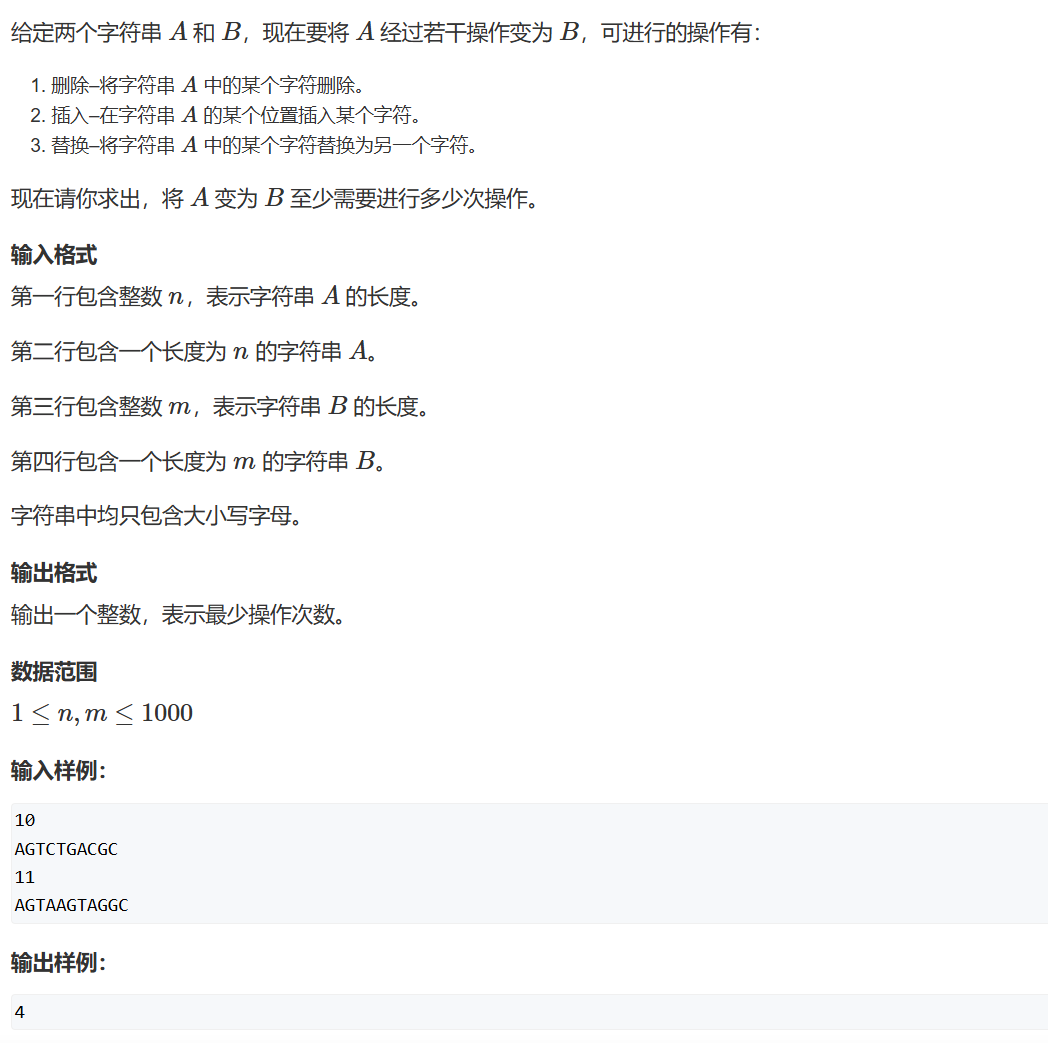 给定两个字符串 A 和 B，现在要将 A 经过若干操作变为 B，可进行的操作有：
1. 删除–将字符串 A 中的某个字符删除。
2. 插入–在字符串 A 的某个位置插入某个字符。
3. 替换–将字符串 A 中的某个字符替换为另一个字符。
现在请你求出，将 A 变为 B 至少需要进行多少次操作。
输入格式
第一行包含整数 n，表示字符串 A 的长度。
第二行包含一个长度为 n 的字符串 A。
第三行包含整数 m，表示字符串 B 的长度。
第四行包含一个长度为 m 的字符串 B。
字符串中均只包含大小写字母。
输出格式
输出一个整数，表示最少操作次数。
数据范围
1 ≤ n, m ≤ 1000
输入样例：
10
AGTCTGACGC
11
AGTAAGTAGGC
输出样例：
4